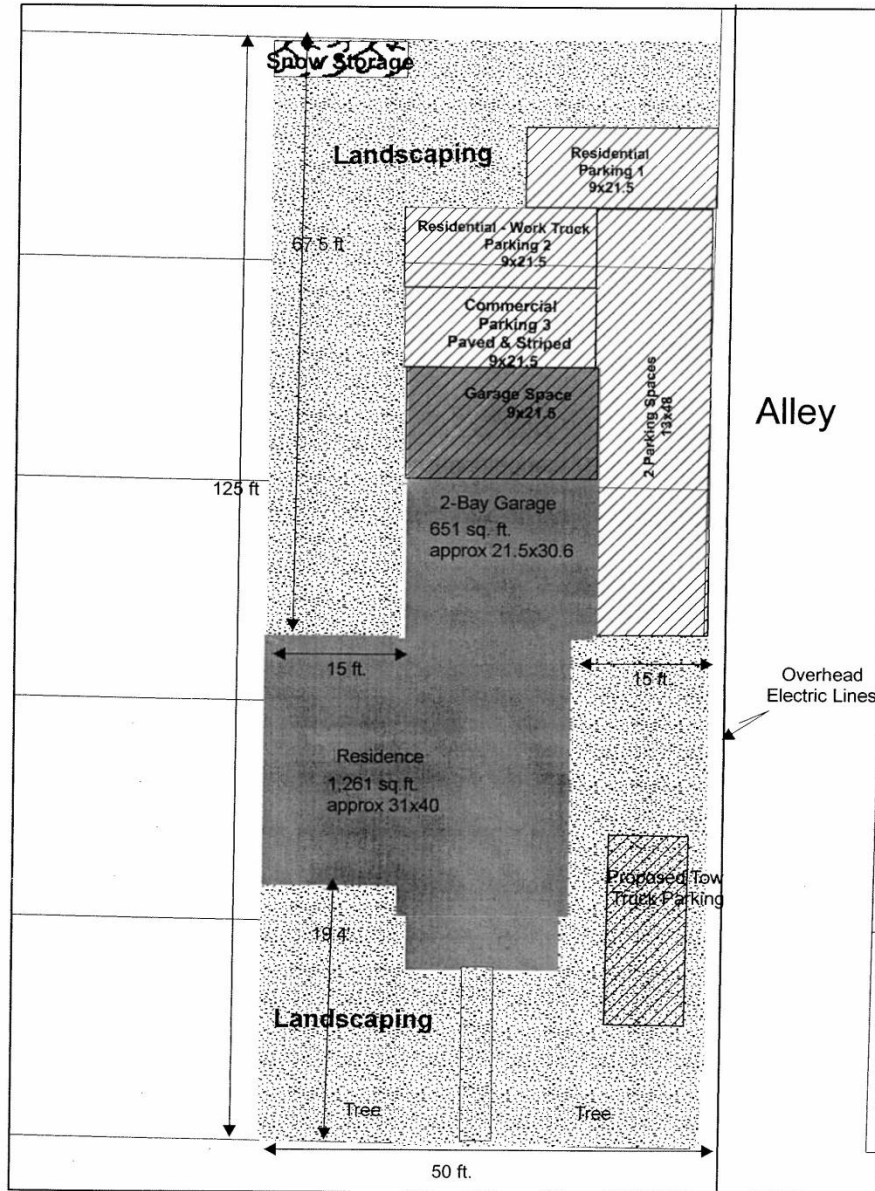 Snow Storage
Landscaping
Residential
Parking 1
9x21.5
67.5 ft
Residential - Work Truck
Parking 2
9x21.5
Commercial
Parking 3
Paved & Striped
9x21.5
Garage Space
9x21.5
2 Parking Spaces
13x48
Alley
125 ft
2-Bay Garage
651 sq. ft.
approx 21.5x30.6
15 ft.
15 ft.
Overhead
Electric Lines
Residence
1,261 sq.ft.
approx 31x40
Proposed Tow
Truck Parking
19.4'
Landscaping
Tree
Tree
50 ft.